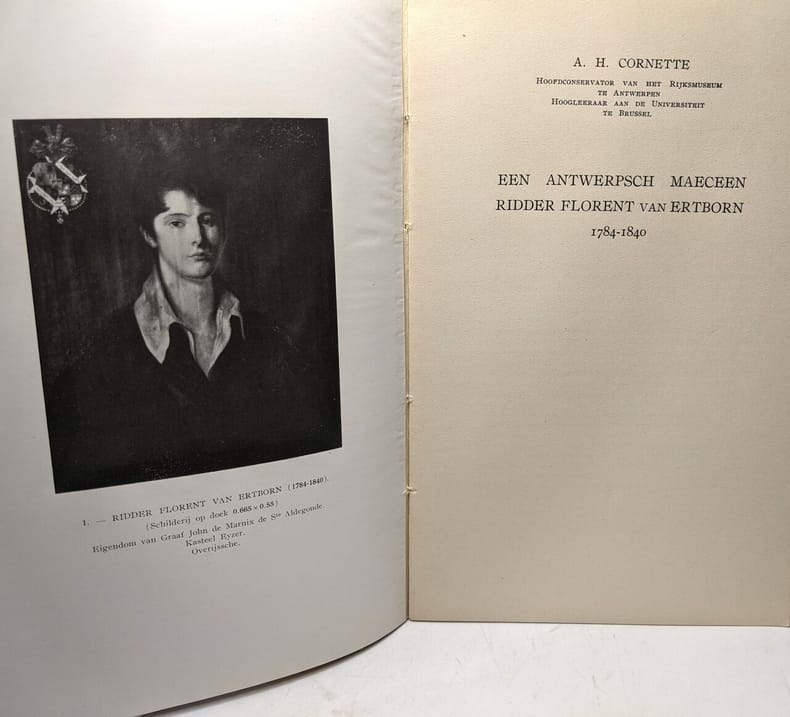 1. — RIDDER FLORENT VAN ERTBORN (1784-1840).
(Schilderij op doek 0.665 × 0.55)
Eigendom van Graaf John de Marnix de Ste Aldegonde.
Kasteel Eyzer.
Overijssche.
A. H. CORNETTE
HOOFDCONSERVATOR VAN HET RIJKSMUSEUM
TE ANTWERPEN
HOOGLEERAAR AAN DE UNIVERSITEIT
TE BRUSSEL
EEN ANTWERPSCH MAECEEN
RIDDER FLORENT VAN ERTBORN
1784-1840